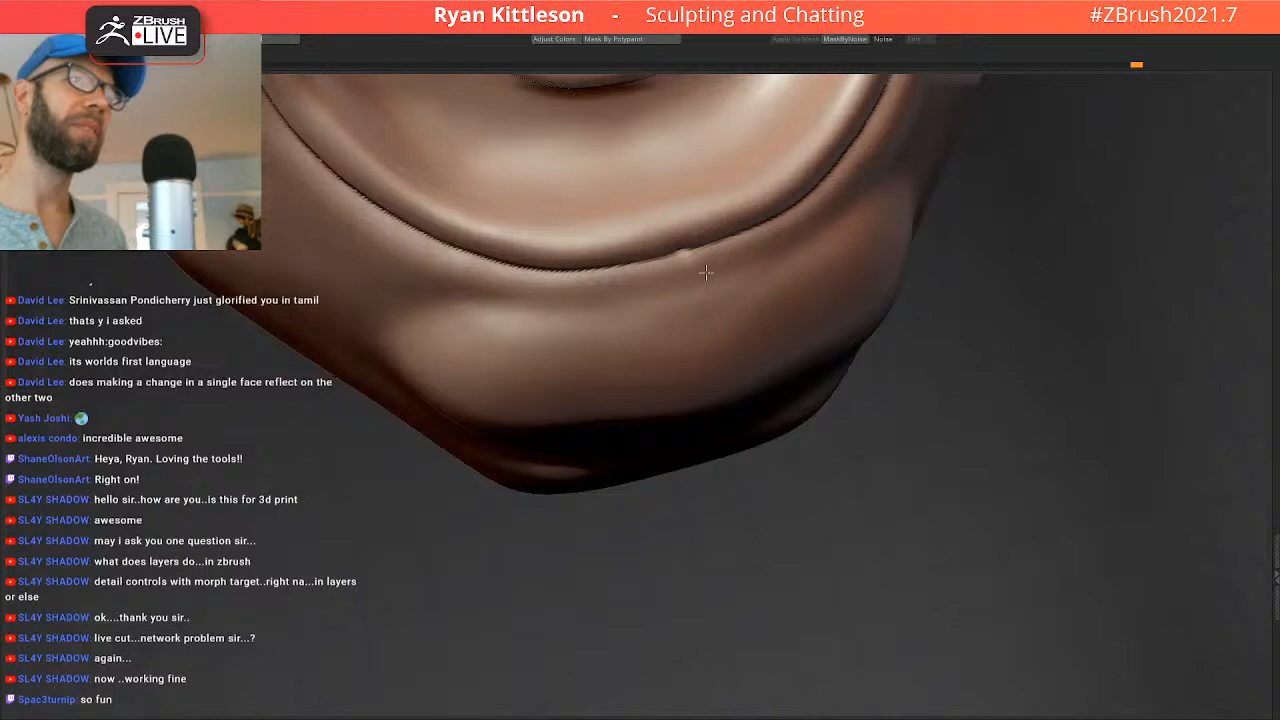 Ryan Kittleson - Sculpting and Chatting #ZBrush2021.7
ZBRUSH
LIVE
Adjust Colors Mask By Polypaint Apply To Mesh MaskByNoise Noise Edit
David Lee: Srinivassan Pondicherry just glorified you in tamil
David Lee: thats y i asked
David Lee: yeahhh:goodvibes:
David Lee: its worlds first language
David Lee: does making a change in a single face reflect on the
other two
Yash Joshi:
alexis condo: incredible awesome
ShaneOlsonArt: Heya, Ryan. Loving the tools!!
ShaneOlsonArt: Right on!
SL4Y SHADOW: hello sir..how are you..is this for 3d print
SL4Y SHADOW: awesome
SL4Y SHADOW: may i ask you one question sir...
SL4Y SHADOW: what does layers do...in zbrush
SL4Y SHADOW: detail controls with morph target..right na...in layers
or else
SL4Y SHADOW: ok....thank you sir..
SL4Y SHADOW: live cut...network problem sir...?
SL4Y SHADOW: again...
SL4Y SHADOW: now ..working fine
Spac3turnip: so fun